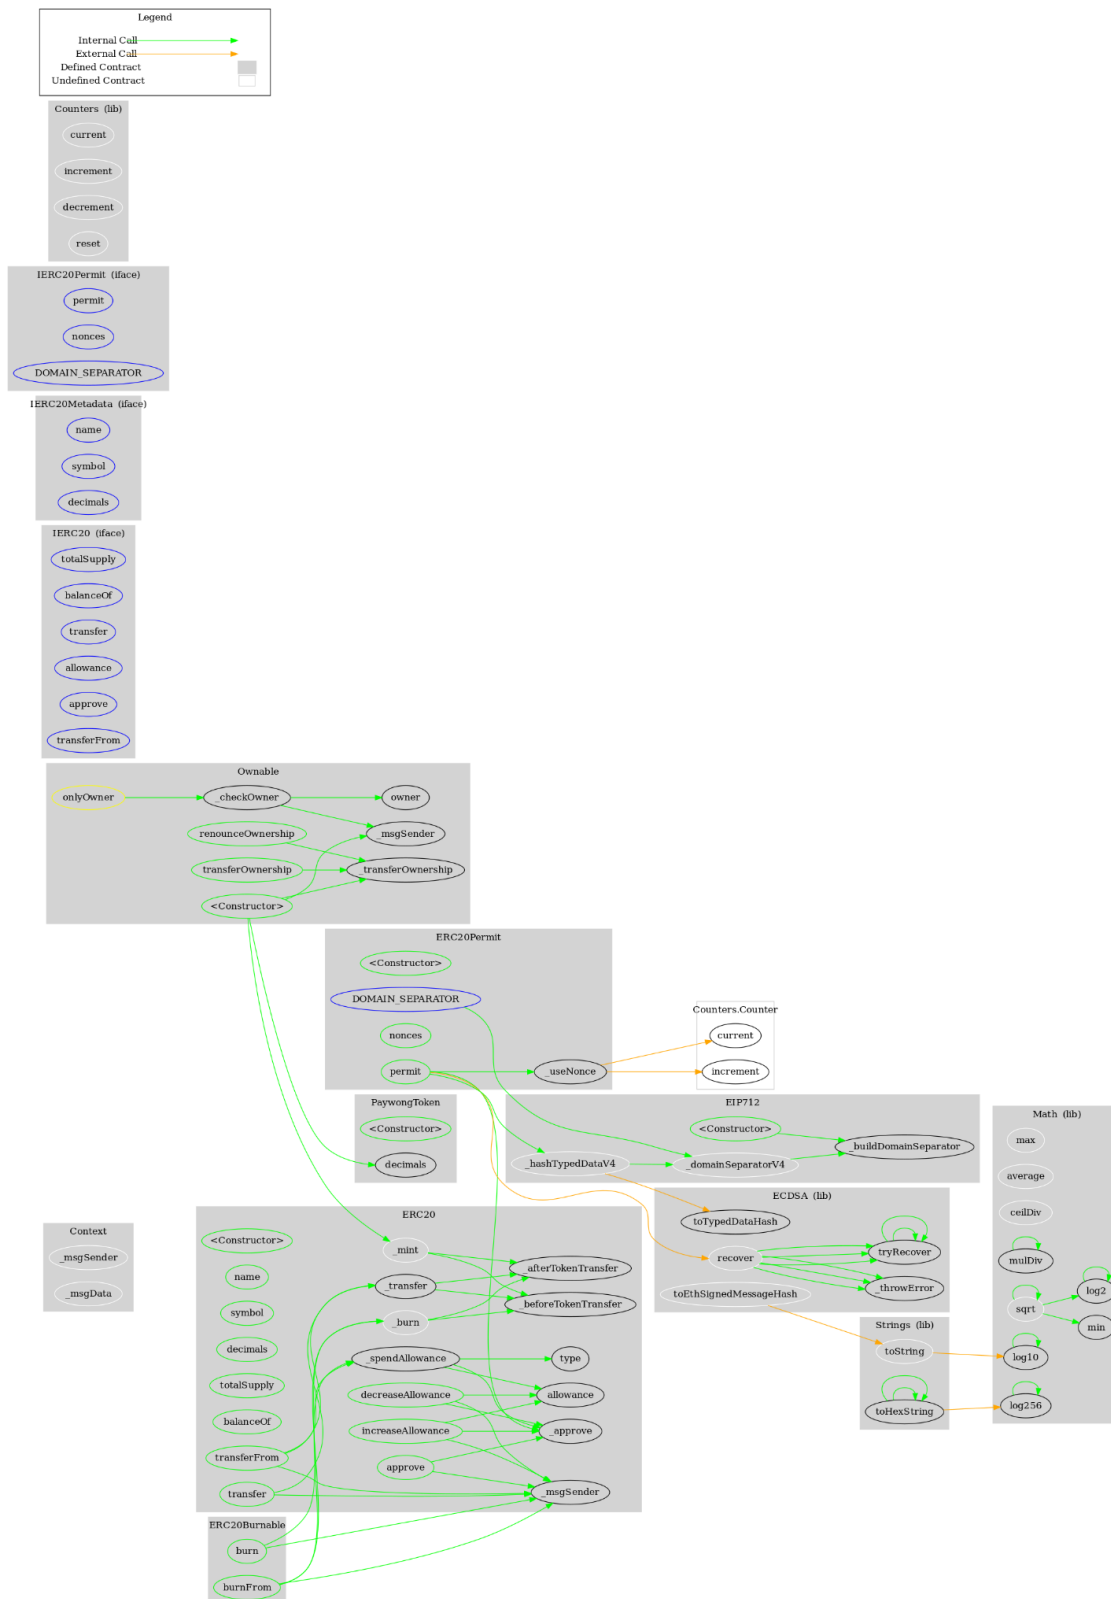 Legend
Internal Call
External Call
Defined Contract
Undefined Contract
Counters (lib)
current
increment
decrement
reset
IERC20Permit (iface)
permit
nonces
DOMAIN_SEPARATOR
IERC20Metadata (iface)
name
symbol
decimals
IERC20 (iface)
totalSupply
balanceOf
transfer
allowance
approve
transferFrom
Ownable
onlyOwner
_checkOwner
owner
renounceOwnership
_msgSender
transferOwnership
_transferOwnership
<Constructor>
ERC20Permit
<Constructor>
DOMAIN_SEPARATOR
nonces
permit
_useNonce
Counters.Counter
current
increment
PaywongToken
<Constructor>
decimals
EIP712
<Constructor>
_buildDomainSeparator
_hashTypedDataV4
_domainSeparatorV4
ECDSA (lib)
toTypedDataHash
recover
tryRecover
toEthSignedMessageHash
_throwError
Strings (lib)
toString
toHexString
Math (lib)
max
average
ceilDiv
mulDiv
sqrt
log2
min
log10
log256
Context
_msgSender
_msgData
ERC20
<Constructor>
name
symbol
decimals
totalSupply
balanceOf
transferFrom
transfer
_mint
_transfer
_burn
_spendAllowance
decreaseAllowance
increaseAllowance
approve
_afterTokenTransfer
_beforeTokenTransfer
type
allowance
_approve
_msgSender
ERC20Burnable
burn
burnFrom